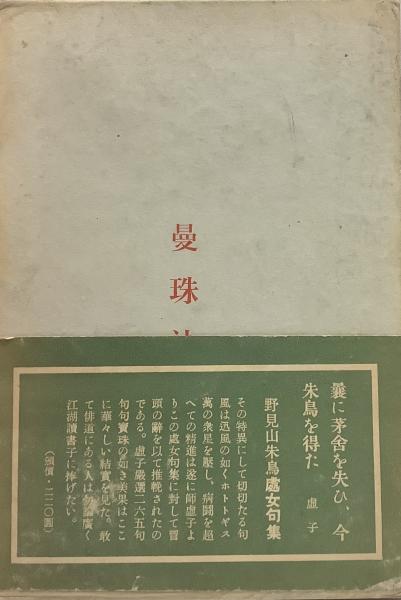 曼珠沙
曩に茅舍を失ひ、今
朱鳥を得た
虚子
野見山朱鳥處女句集
その特異にして切切たる句
風は迅風の如くホトトギス
萬の衆星を壓し、病鬪を超
へての精進は遂に師虚子よ
りこの處女句集に對して冒
頭の辭を以て推輓されたの
である。虚子嚴選二六五句
句句寶珠の如き美果はここ
に華々しい結實を見た。敢
て俳道にある人は勿論廣く
江湖讀書子に捧げたい。
（頒價・二二〇圓）